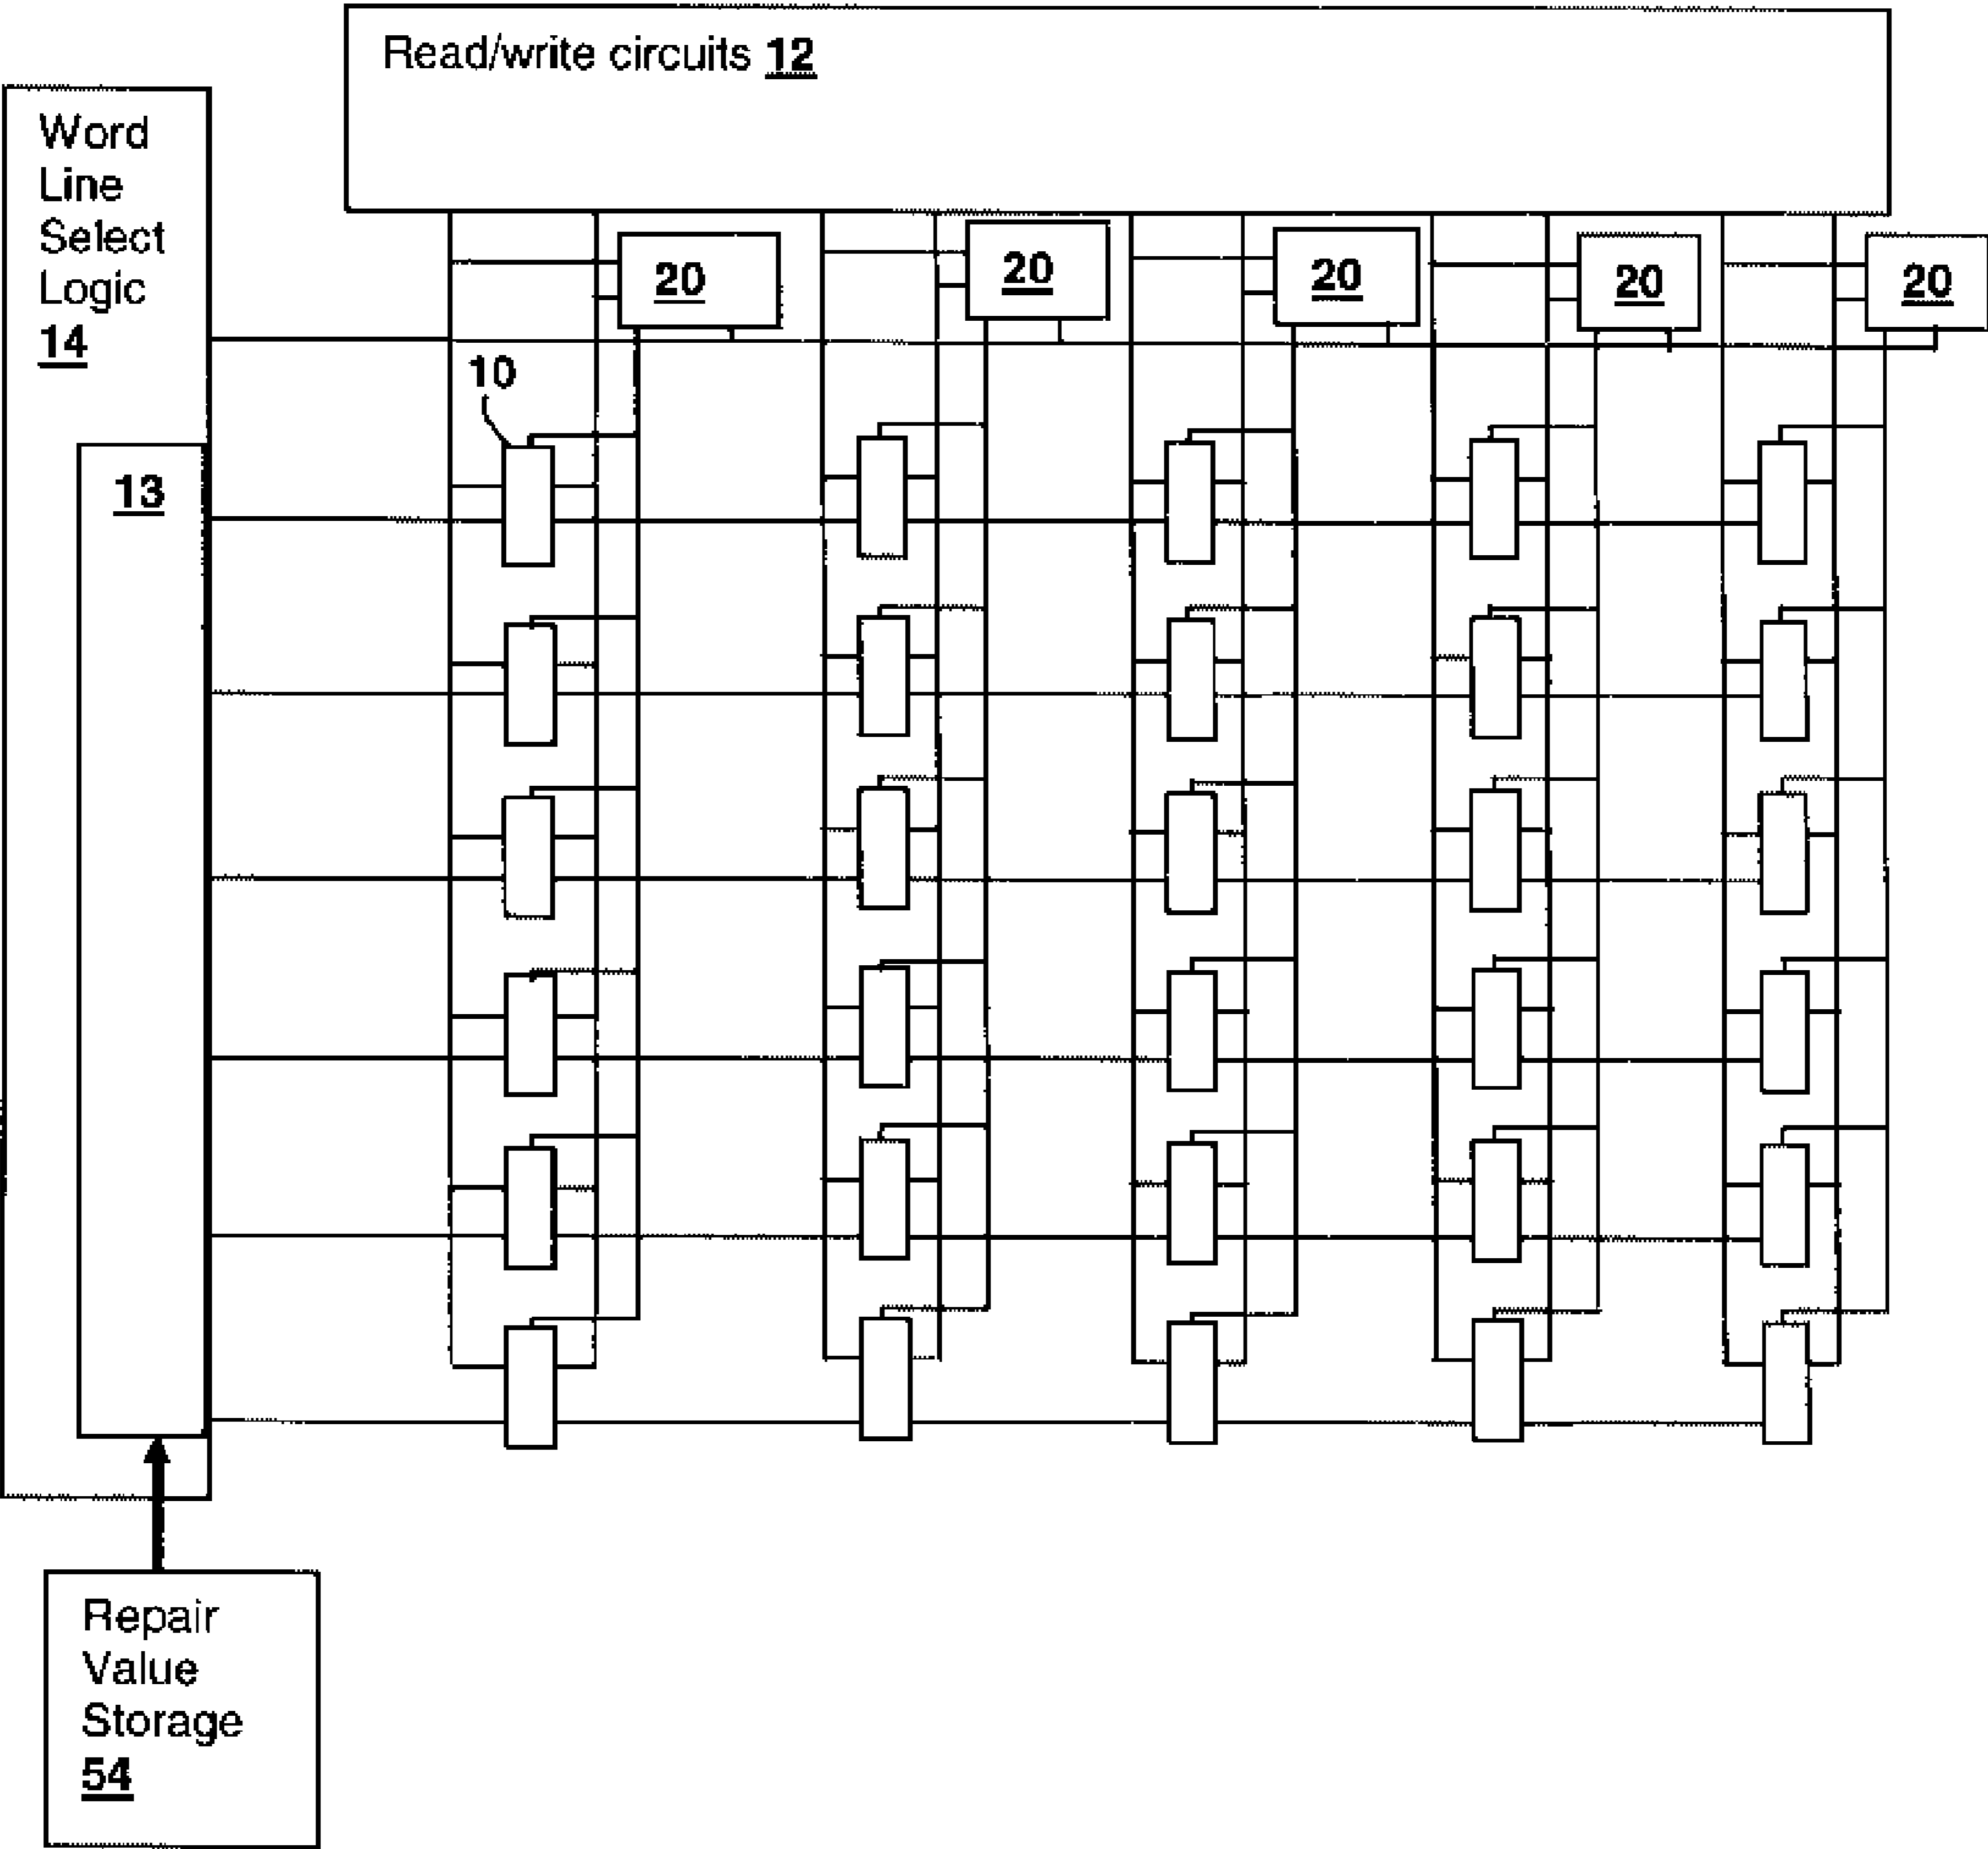 Read/write circuits 12
Word
Line
Select
Logic
14
20
20
20
20
20
10
13
Repair
Value
Storage
54